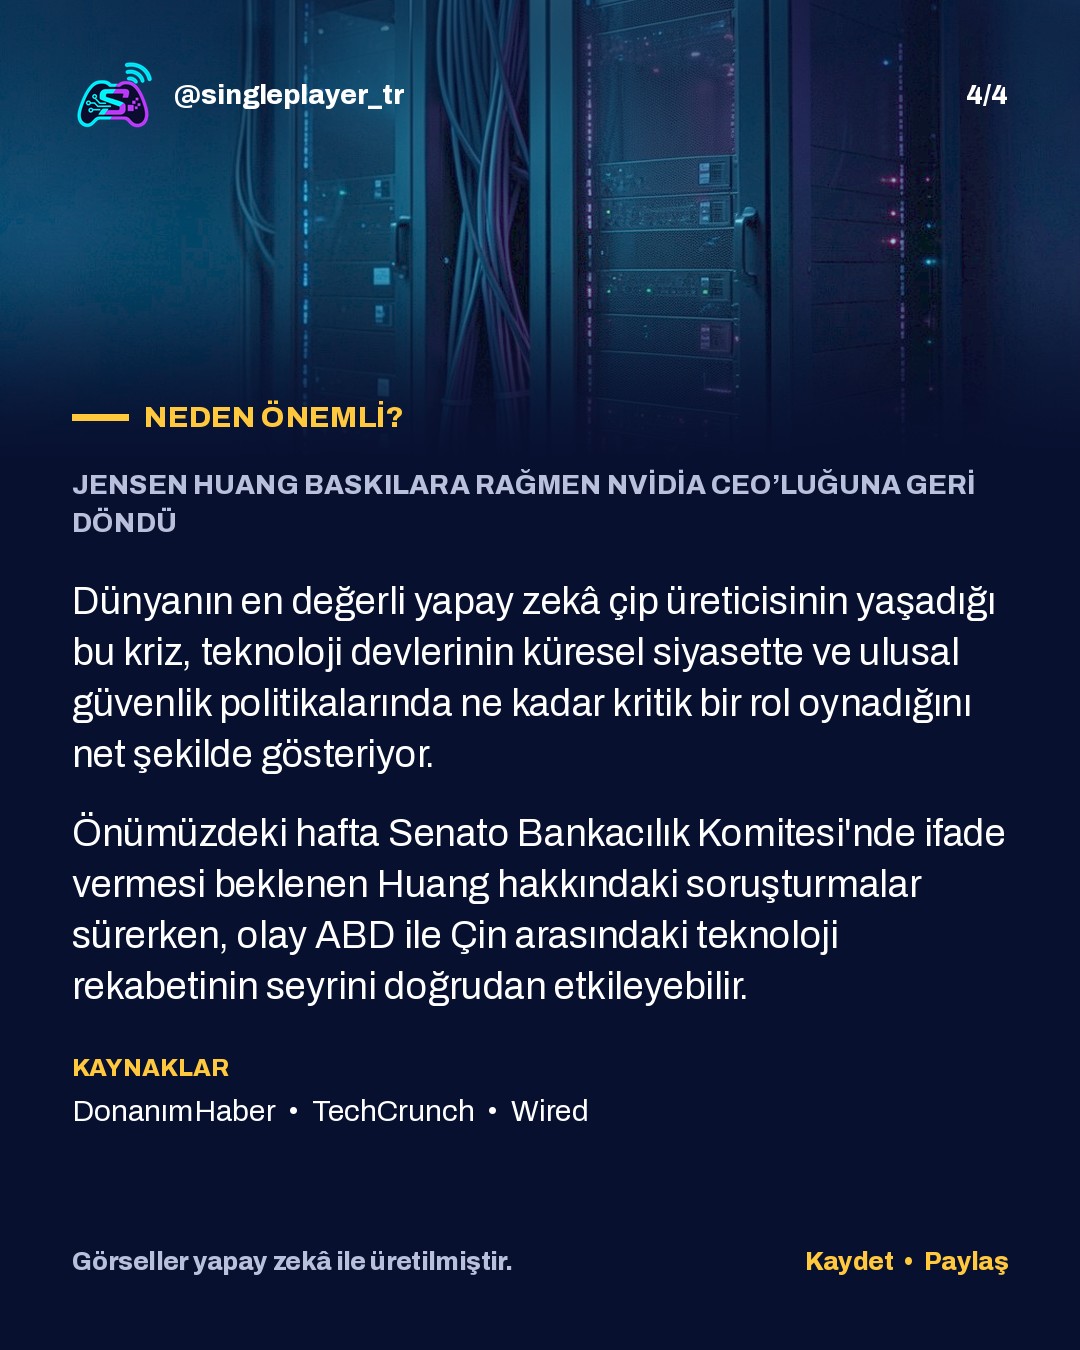 @singleplayer_tr
4/4
NEDEN ÖNEMLİ?
JENSEN HUANG BASKILARA RAĞMEN NVİDİA CEO’LUĞUNA GERİ
DÖNDÜ
Dünyanın en değerli yapay zekâ çip üreticisinin yaşadığı
bu kriz, teknoloji devlerinin küresel siyasette ve ulusal
güvenlik politikalarında ne kadar kritik bir rol oynadığını
net şekilde gösteriyor.
Önümüzdeki hafta Senato Bankacılık Komitesi'nde ifade
vermesi beklenen Huang hakkındaki soruşturmalar
sürerken, olay ABD ile Çin arasındaki teknoloji
rekabetinin seyrini doğrudan etkileyebilir.
KAYNAKLAR
DonanımHaber • TechCrunch • Wired
Görseller yapay zekâ ile üretilmiştir.
Kaydet • Paylaş